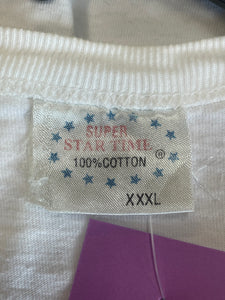 SUPER
STAR TIME
100%COTTON ®
XXXL